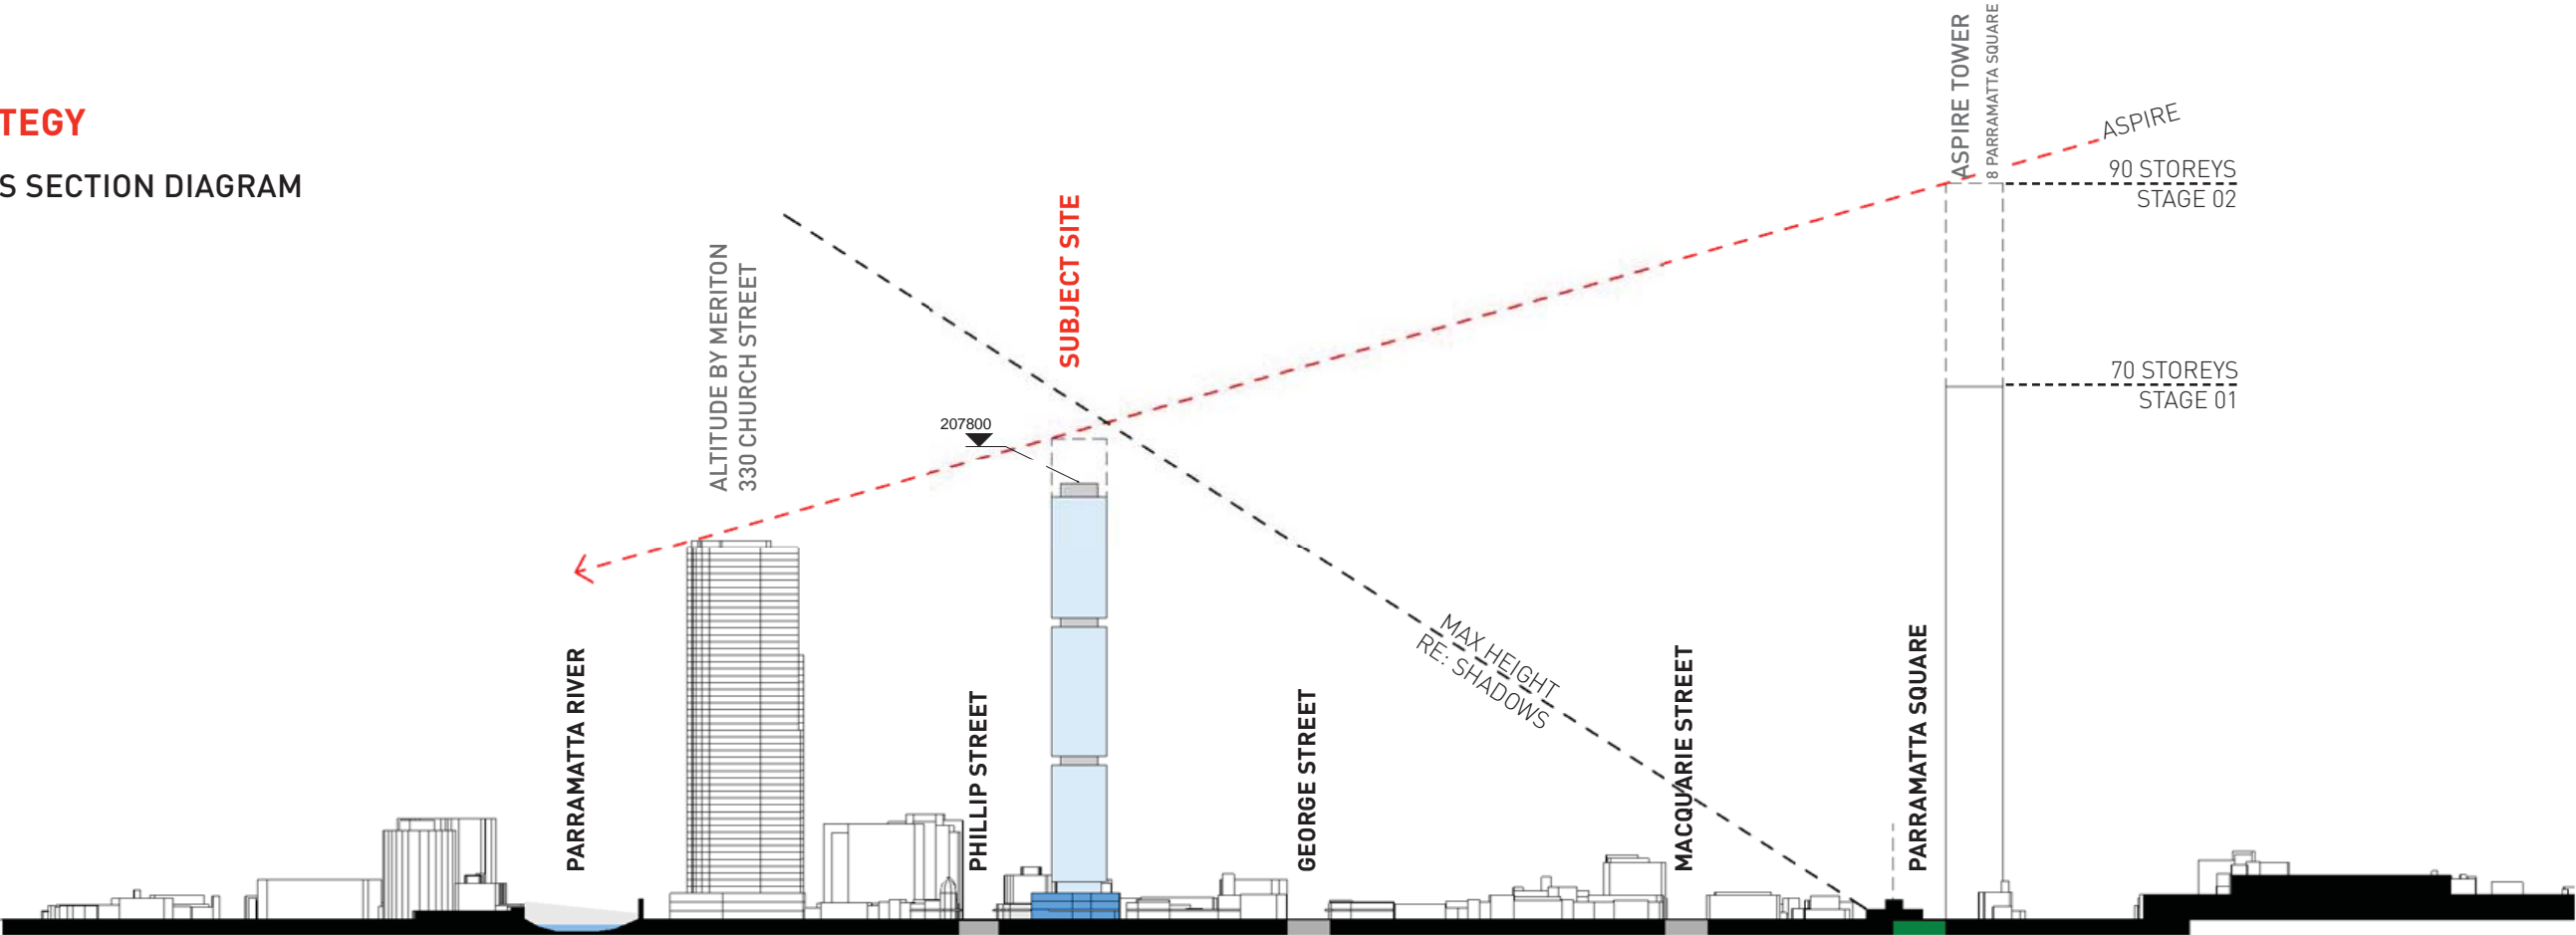 TEGY
S SECTION DIAGRAM
ALTITUDE BY MERITON
330 CHURCH STREET
SUBJECT SITE
207800
ASPIRE TOWER
8 PARRAMATTA SQUARE
ASPIRE
90 STOREYS
STAGE 02
70 STOREYS
STAGE 01
MAX HEIGHT
RE: SHADOWS
PARRAMATTA RIVER
PHILLIP STREET
GEORGE STREET
MACQUARIE STREET
PARRAMATTA SQUARE